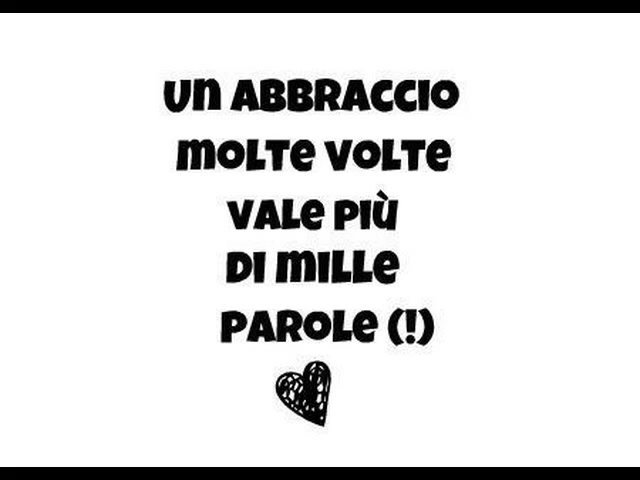 Un ABBRACCIO
molte volte
vale più
di mille
parole (!)